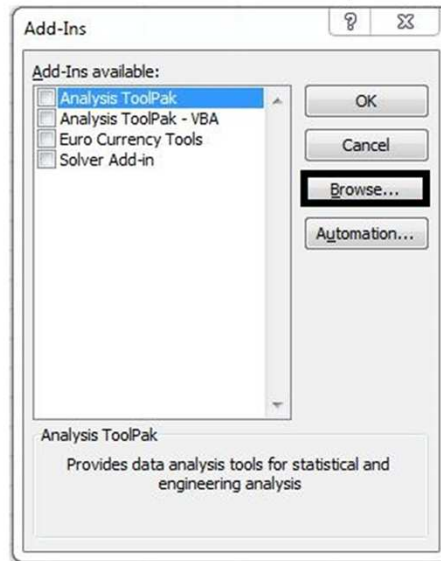 Add-Ins
Add-Ins available:
Analysis ToolPak
Analysis ToolPak - VBA
Euro Currency Tools
Solver Add-in
OK
Cancel
Browse...
Automation...
Analysis ToolPak
Provides data analysis tools for statistical and
engineering analysis